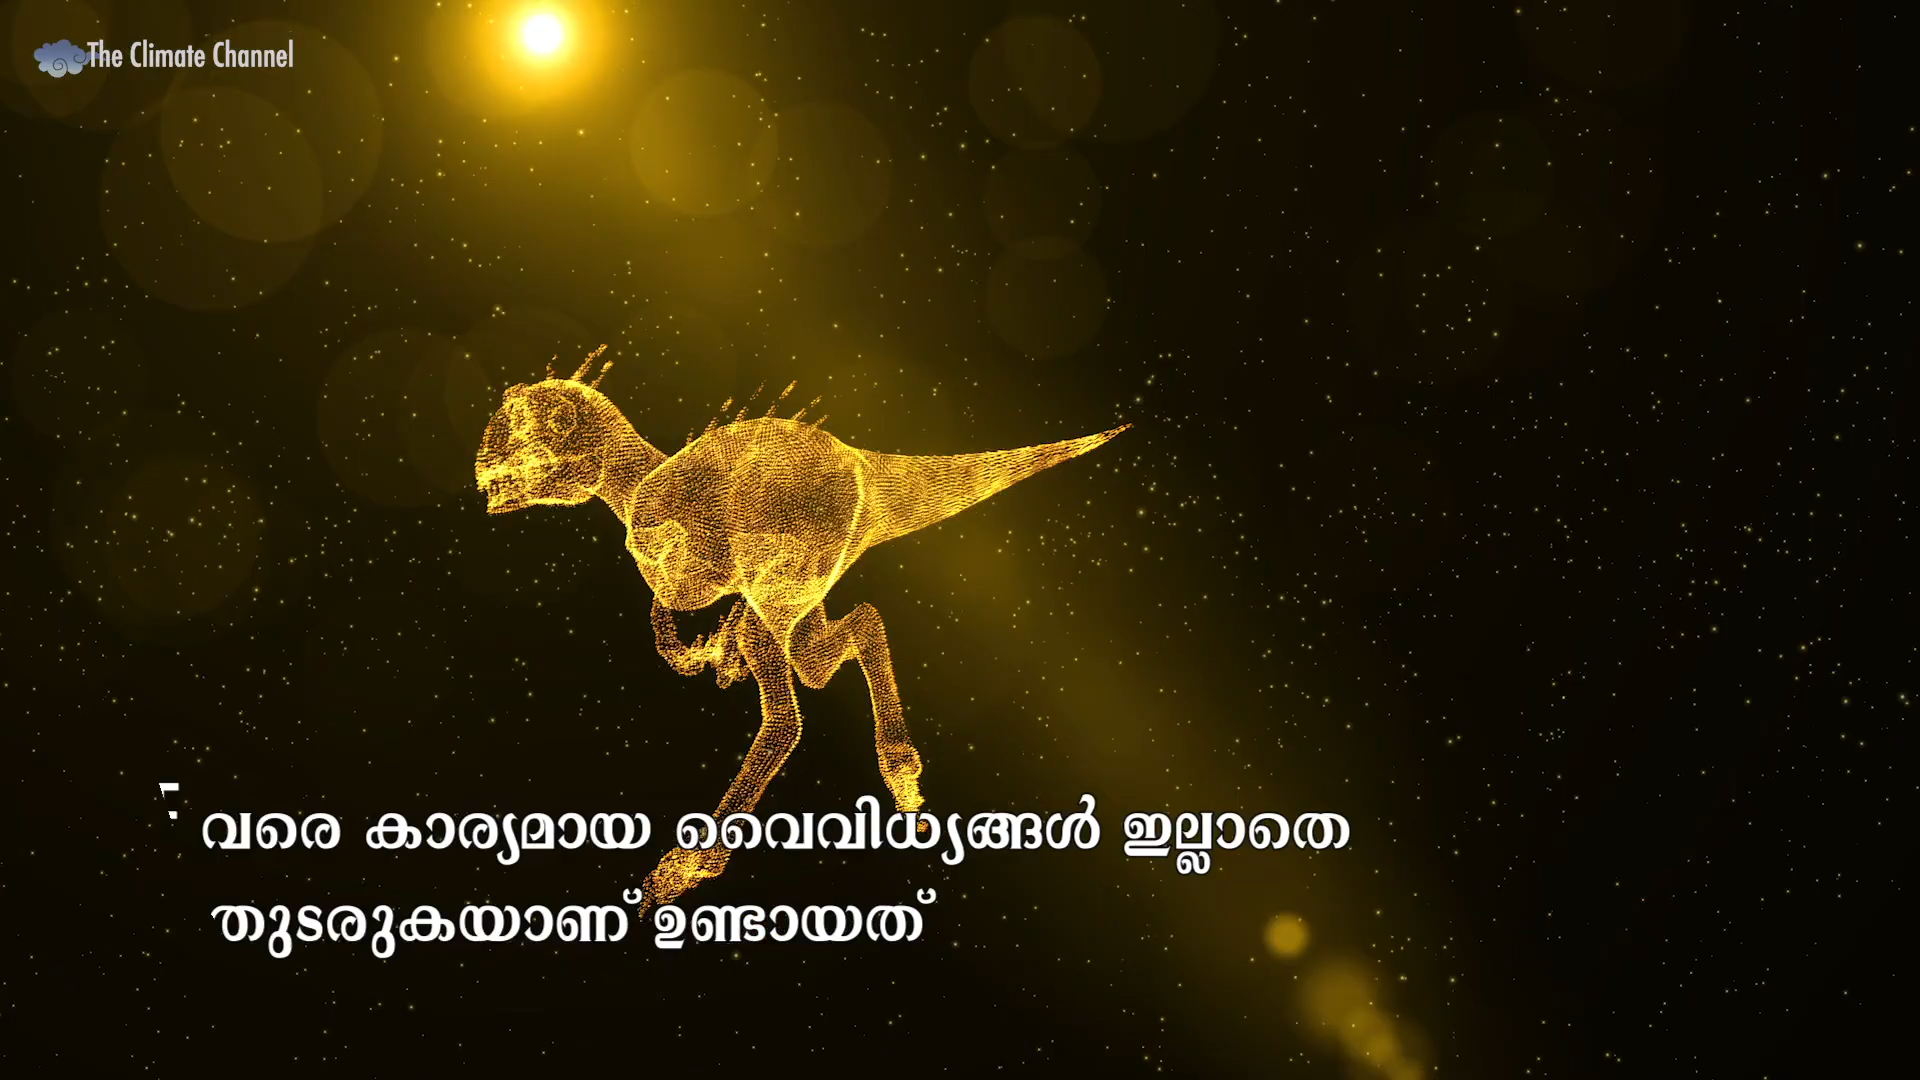 The Climate Channel
വരെ കാര്യമായ വൈവിധ്യങ്ങൾ ഇല്ലാതെ
തുടരുകയാണ് ഉണ്ടായത്